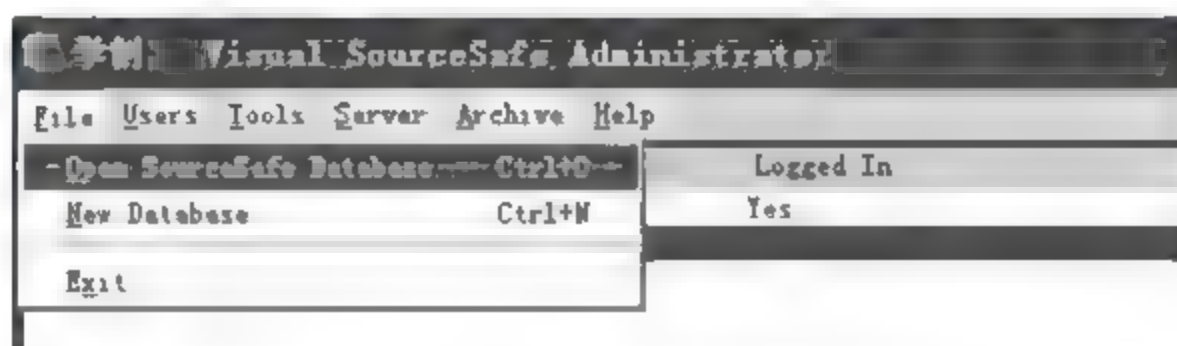 Visual SourceSafe Administrator
File Users Tools Server Archive Help
Open SourceSafe Database... Ctrl+O
Logged In
New Database Ctrl+N
Yes
Exit